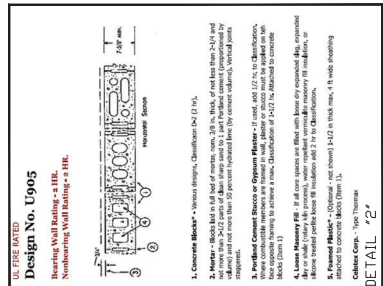 UL FIRE RATED
Design No. U905
Bearing Wall Rating - 2 HR.
Nonbearing Wall Rating - 2 HR.
7-5/8" min.
Horizontal Section
1. Concrete Blocks* - Various designs, Classification D-2 (2 hr).
2. Mortar - Blocks laid in full bed of mortar, nom. 3/8 in. thick, of not less than 2-1/4 and
not more than 3-1/2 parts of clean sharp sand to 1 part Portland cement (proportioned by
volume) and not more than 50 percent hydrated lime (by cement volume). Vertical joints
staggered.
3. Portland Cement Stucco or Gypsum Plaster - If used, add 1/2 hr. to Classification.
Where combustible members are framed in wall, plaster or stucco must be applied on
face opposite framing to achieve a max. Classification of 1-1/2 hr. Attached to concrete
blocks (Item 1)
4. Loose Masonry Fill - If all core spaces are filled with loose dry expanded slag, expanded
clay or shale (rotary kiln process), water repellent vermiculite masonry fill insulation, or
silicone treated perlite loose fill insulation add 2 hr to Classification.
5. Foamed Plastic* - (Optional - not shown) 1-1/2 in thick max, 4 ft wide sheathing
attached to concrete blocks (Item 1).
Celotex Corp. - Type Thermax
DETAIL "2"